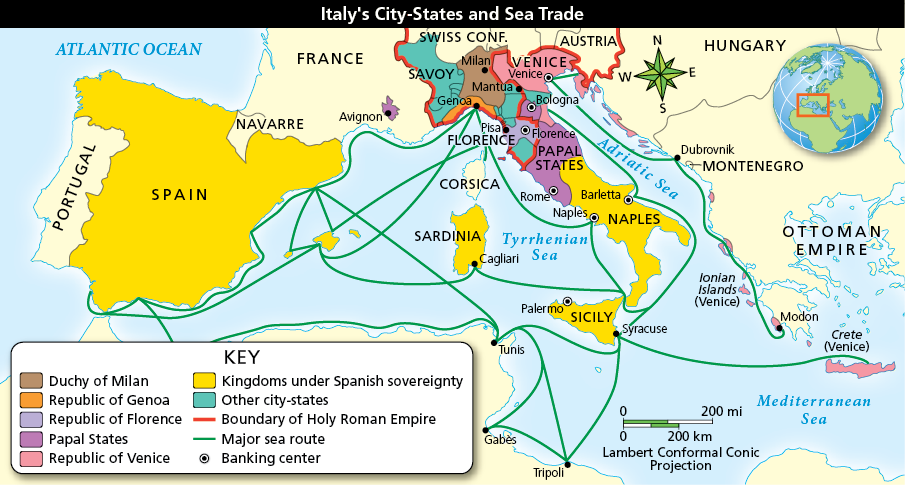 Italy's City-States and Sea Trade
ATLANTIC OCEAN
FRANCE
SWISS CONF.
AUSTRIA
HUNGARY
N
W
E
S
SAVOY
Milan
VENICE
Venice
Mantua
Genoa
Bologna
Avignon
NAVARRE
Pisa
Florence
FLORENCE
PAPAL
STATES
Adriatic Sea
Dubrovnik
MONTENEGRO
PORTUGAL
SPAIN
CORSICA
Rome
Barletta
Naples
NAPLES
SARDINIA
Tyrrhenian
Sea
Cagliari
OTTOMAN
EMPIRE
Ionian
Islands
(Venice)
Palermo
SICILY
Syracuse
Modon
Crete
(Venice)
Tunis
Mediterranean
Sea
Gabès
Tripoli
KEY
Duchy of Milan
Republic of Genoa
Republic of Florence
Papal States
Republic of Venice
Kingdoms under Spanish sovereignty
Other city-states
Boundary of Holy Roman Empire
Major sea route
Banking center
0 200 mi
0 200 km
Lambert Conformal Conic
Projection